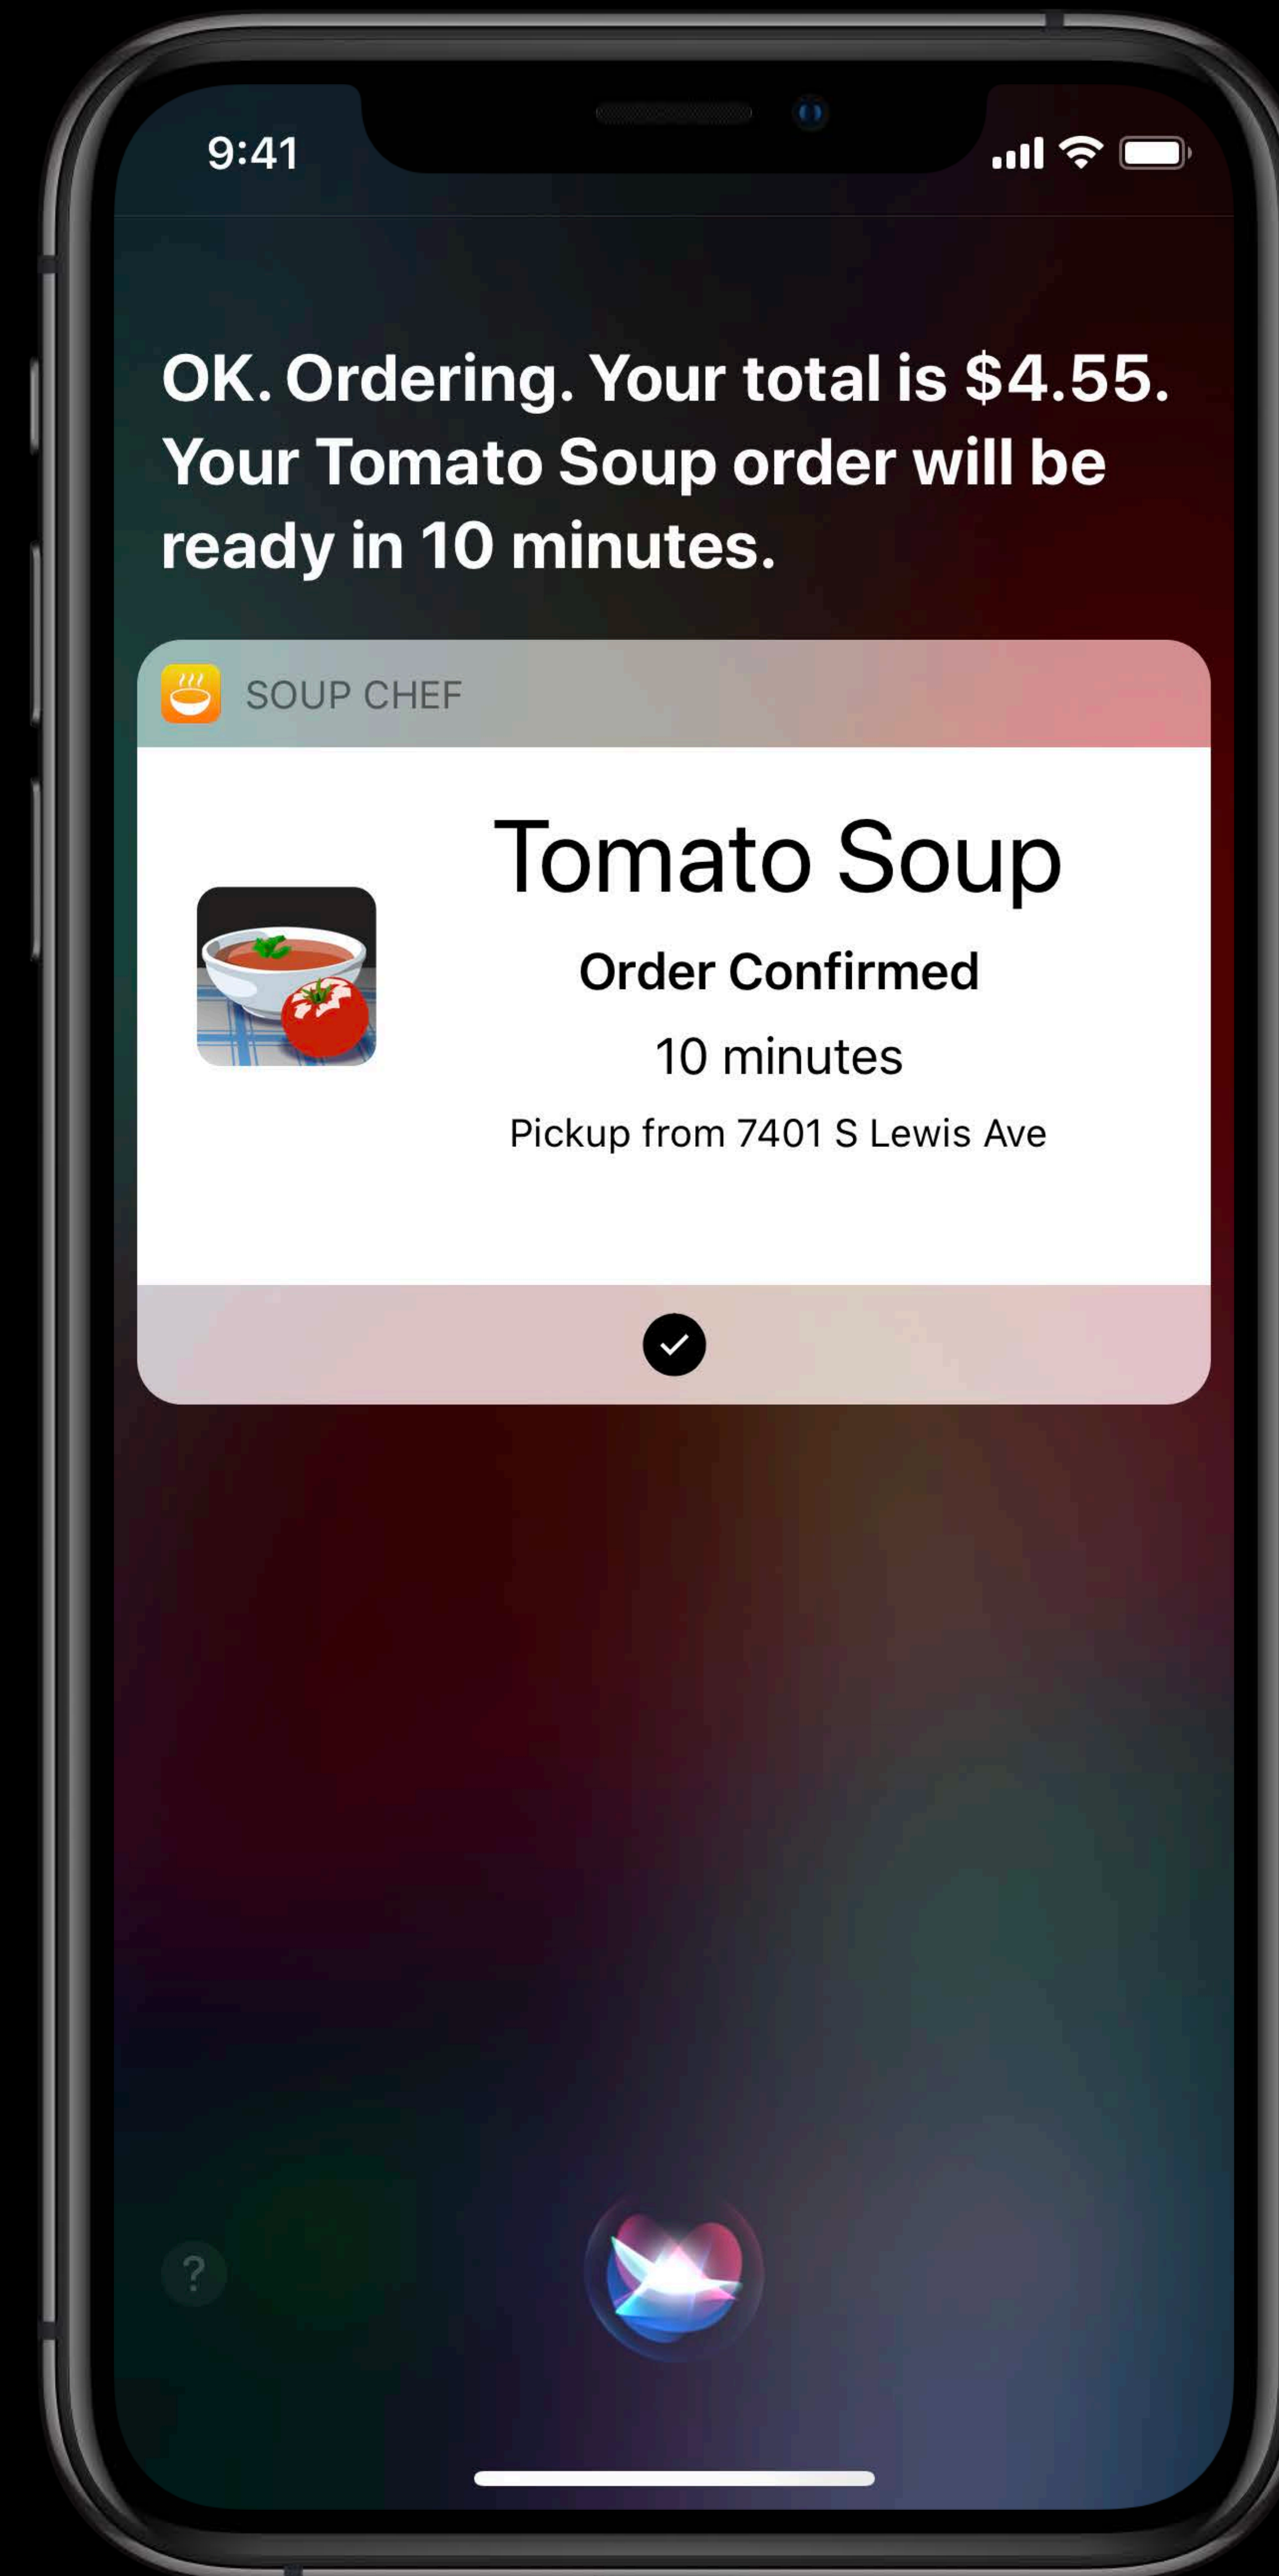 9:41
OK. Ordering. Your total is $4.55.
Your Tomato Soup order will be
ready in 10 minutes.
SOUP CHEF
Tomato Soup
Order Confirmed
10 minutes
Pickup from 7401 S Lewis Ave
?